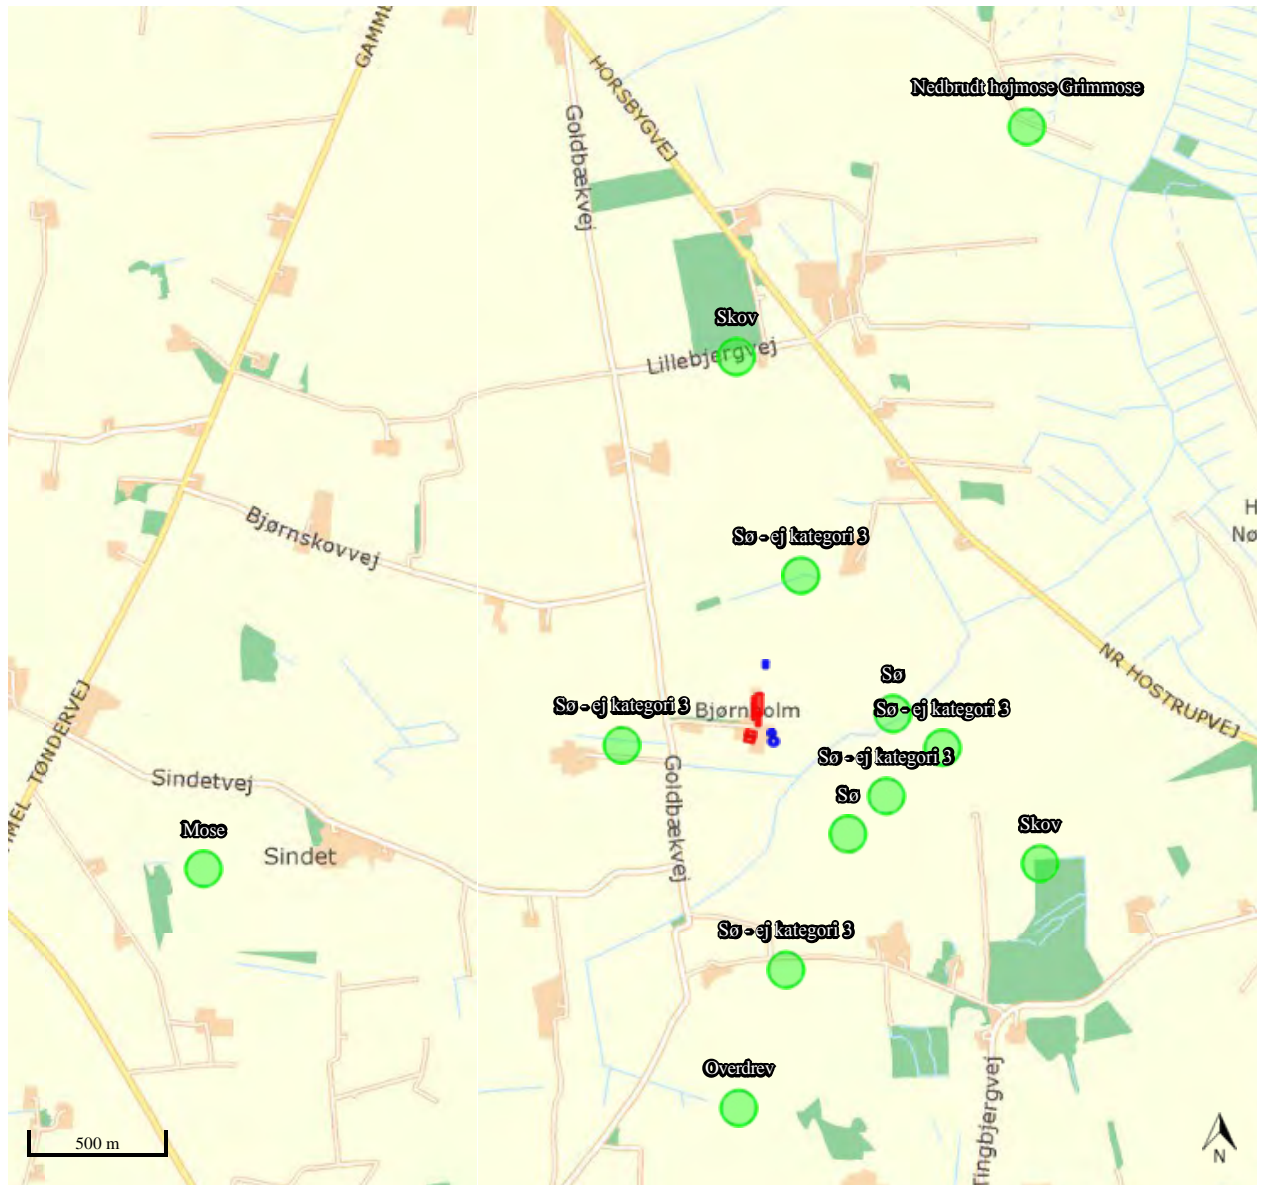 GAMME
HORSBYGVEJ
Nedbrudt højmose Grimmose
Goldbækvej
Skov
Lillebjergvej
Bjørnskovvej
H
Nø
Sø - ej kategori 3
NR HOSTRUPVEJ
Sø
Sø - ej kategori 3
Bjørnholm
Sø - ej kategori 3
MEL TØNDERVEJ
Sø - ej kategori 3
Sindetvej
Goldbækvej
Sø
Mose
Skov
Sindet
Sø - ej kategori 3
Overdrev
Tingbjergvej
500 m
N